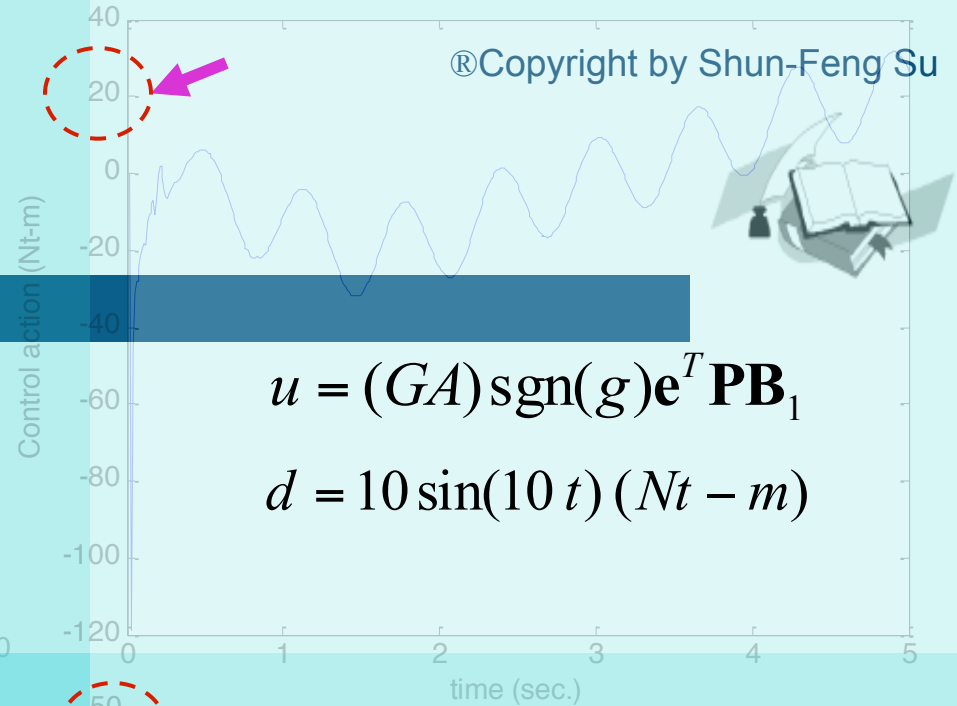 40
®Copyright by Shun-Feng Su
20
0
-20
Control action (Nt-m)
-40
u = (GA) sgn(g)e^T PB_1
-60
-80
d = 10 sin(10 t) (Nt − m)
-100
-120
0
0 1 2 3 4 5
time (sec.)
50